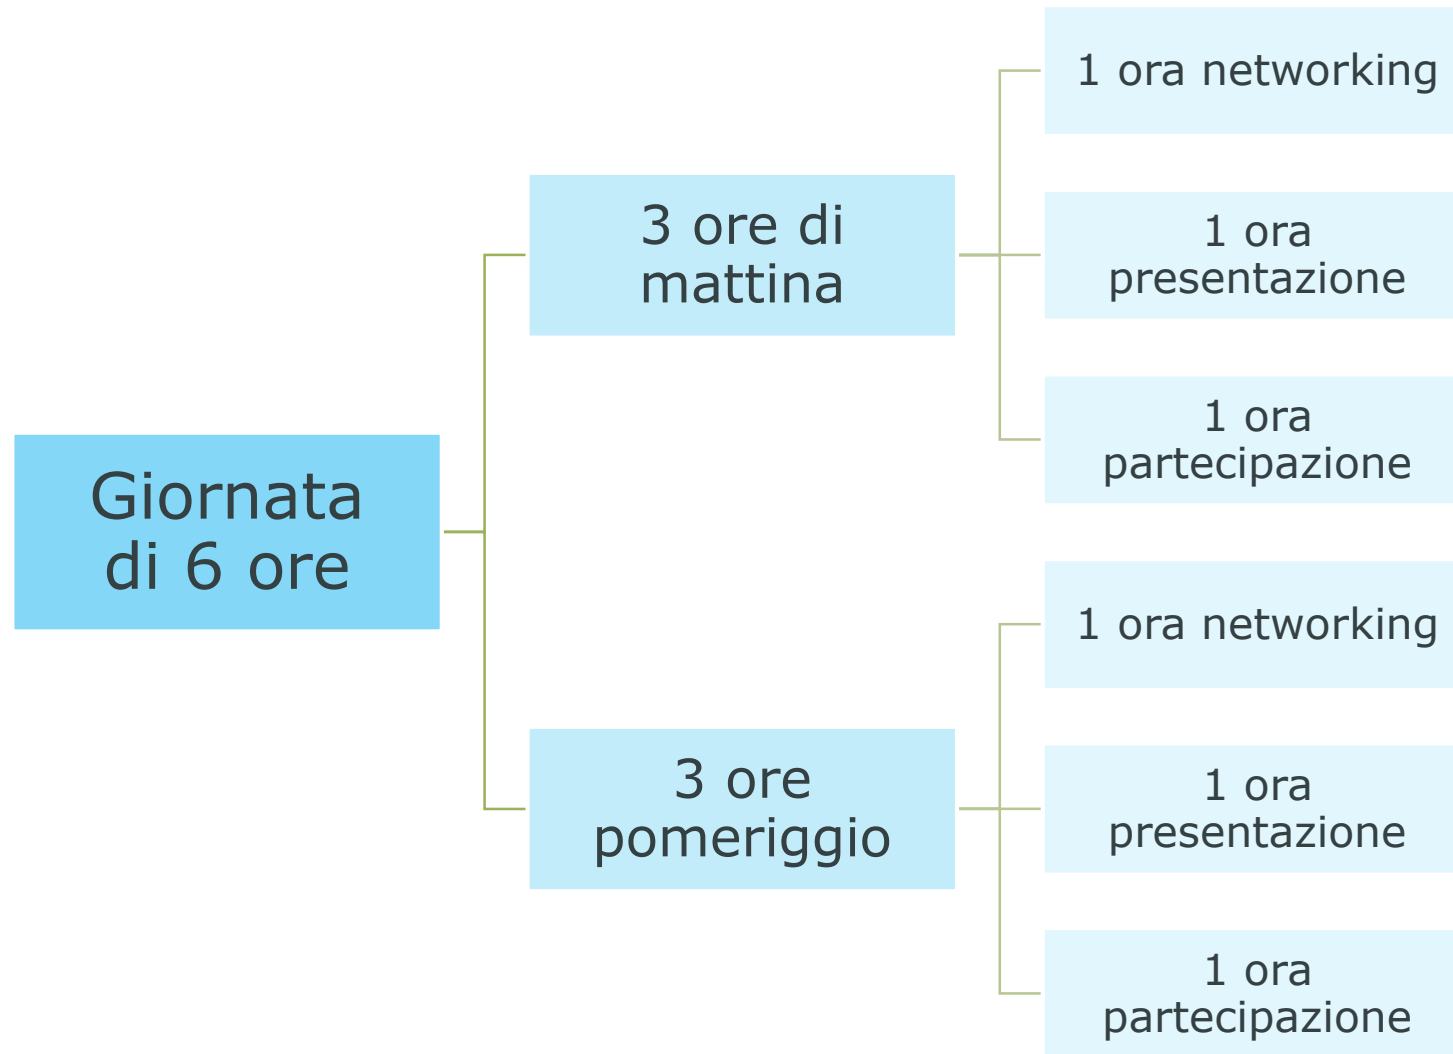 Giornata
di 6 ore
3 ore di
mattina
1 ora networking
1 ora
presentazione
1 ora
partecipazione
3 ore
pomeriggio
1 ora networking
1 ora
presentazione
1 ora
partecipazione